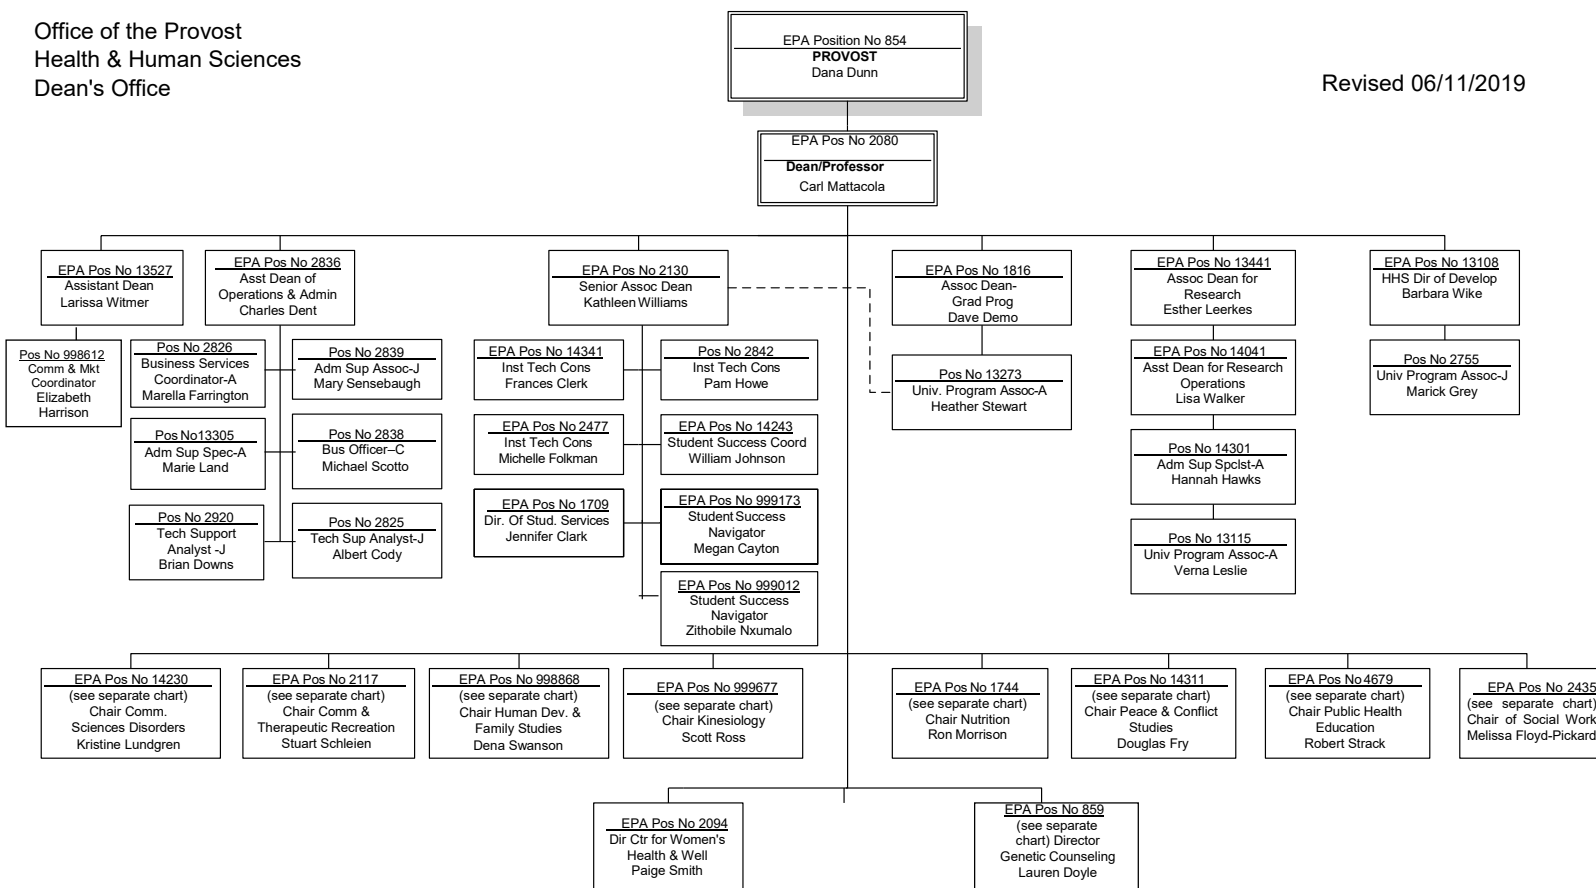 Office of the Provost
Health & Human Sciences
Dean's Office
Revised 06/11/2019
EPA Position No 854
PROVOST
Dana Dunn
EPA Pos No 2080
Dean/Professor
Carl Mattacola
EPA Pos No 13527
Assistant Dean
Larissa Witmer
EPA Pos No 2836
Asst Dean of
Operations & Admin
Charles Dent
EPA Pos No 2130
Senior Assoc Dean
Kathleen Williams
EPA Pos No 1816
Assoc Dean-
Grad Prog
Dave Demo
EPA Pos No 13441
Assoc Dean for
Research
Esther Leerkes
EPA Pos No 13108
HHS Dir of Develop
Barbara Wike
Pos No 998612
Comm & Mkt
Coordinator
Elizabeth
Harrison
Pos No 2826
Business Services
Coordinator-A
Marella Farrington
Pos No 2839
Adm Sup Assoc-J
Mary Sensebaugh
EPA Pos No 14341
Inst Tech Cons
Frances Clerk
Pos No 2842
Inst Tech Cons
Pam Howe
Pos No 13273
Univ. Program Assoc-A
Heather Stewart
EPA Pos No 14041
Asst Dean for Research
Operations
Lisa Walker
Pos No 2755
Univ Program Assoc-J
Marick Grey
Pos No13305
Adm Sup Spec-A
Marie Land
Pos No 2838
Bus Officer–C
Michael Scotto
EPA Pos No 2477
Inst Tech Cons
Michelle Folkman
EPA Pos No 14243
Student Success Coord
William Johnson
Pos No 14301
Adm Sup Spclst-A
Hannah Hawks
Pos No 2920
Tech Support
Analyst -J
Brian Downs
Pos No 2825
Tech Sup Analyst-J
Albert Cody
EPA Pos No 1709
Dir. Of Stud. Services
Jennifer Clark
EPA Pos No 999173
Student Success
Navigator
Megan Cayton
Pos No 13115
Univ Program Assoc-A
Verna Leslie
EPA Pos No 999012
Student Success
Navigator
Zithobile Nxumalo
EPA Pos No 14230
(see separate chart)
Chair Comm.
Sciences Disorders
Kristine Lundgren
EPA Pos No 2117
(see separate chart)
Chair Comm &
Therapeutic Recreation
Stuart Schleien
EPA Pos No 998868
(see separate chart)
Chair Human Dev. &
Family Studies
Dena Swanson
EPA Pos No 999677
(see separate chart)
Chair Kinesiology
Scott Ross
EPA Pos No 1744
(see separate chart)
Chair Nutrition
Ron Morrison
EPA Pos No 14311
(see separate chart)
Chair Peace & Conflict
Studies
Douglas Fry
EPA Pos No 4679
(see separate chart)
Chair Public Health
Education
Robert Strack
EPA Pos No 2435
(see separate chart)
Chair of Social Work
Melissa Floyd-Pickard
EPA Pos No 2094
Dir Ctr for Women's
Health & Well
Paige Smith
EPA Pos No 859
(see separate
chart) Director
Genetic Counseling
Lauren Doyle